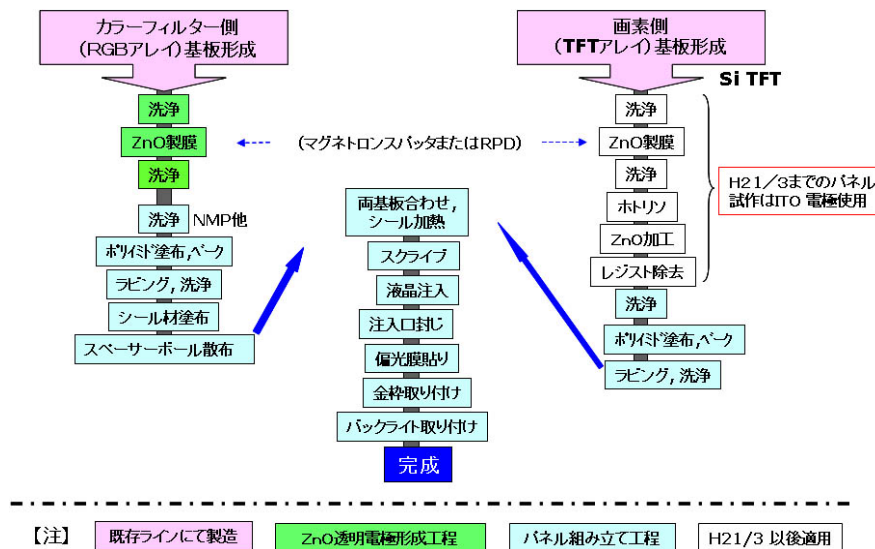 カラーフィルター側
(RGBアレイ)基板形成
洗浄
ZnO製膜
洗浄
洗浄
NMP他
ポリイミド塗布,ベーク
ラビング,洗浄
シール材塗布
スペーサーボール散布
(マグネトロンスパッタまたはRPD)
両基板合わせ,
シール加熱
スクライブ
液晶注入
注入口封じ
偏光膜貼り
金枠取り付け
バックライト取り付け
完成
画素側
(TFTアレイ)基板形成
Si TFT
洗浄
ZnO製膜
洗浄
ホトリソ
ZnO加工
レジスト除去
洗浄
ポリイミド塗布,ベーク
ラビング,洗浄
H21/3までのパネル
試作はITO 電極使用
【注】
既存ラインにて製造
ZnO透明電極形成工程
パネル組み立て工程
H21/3 以後適用